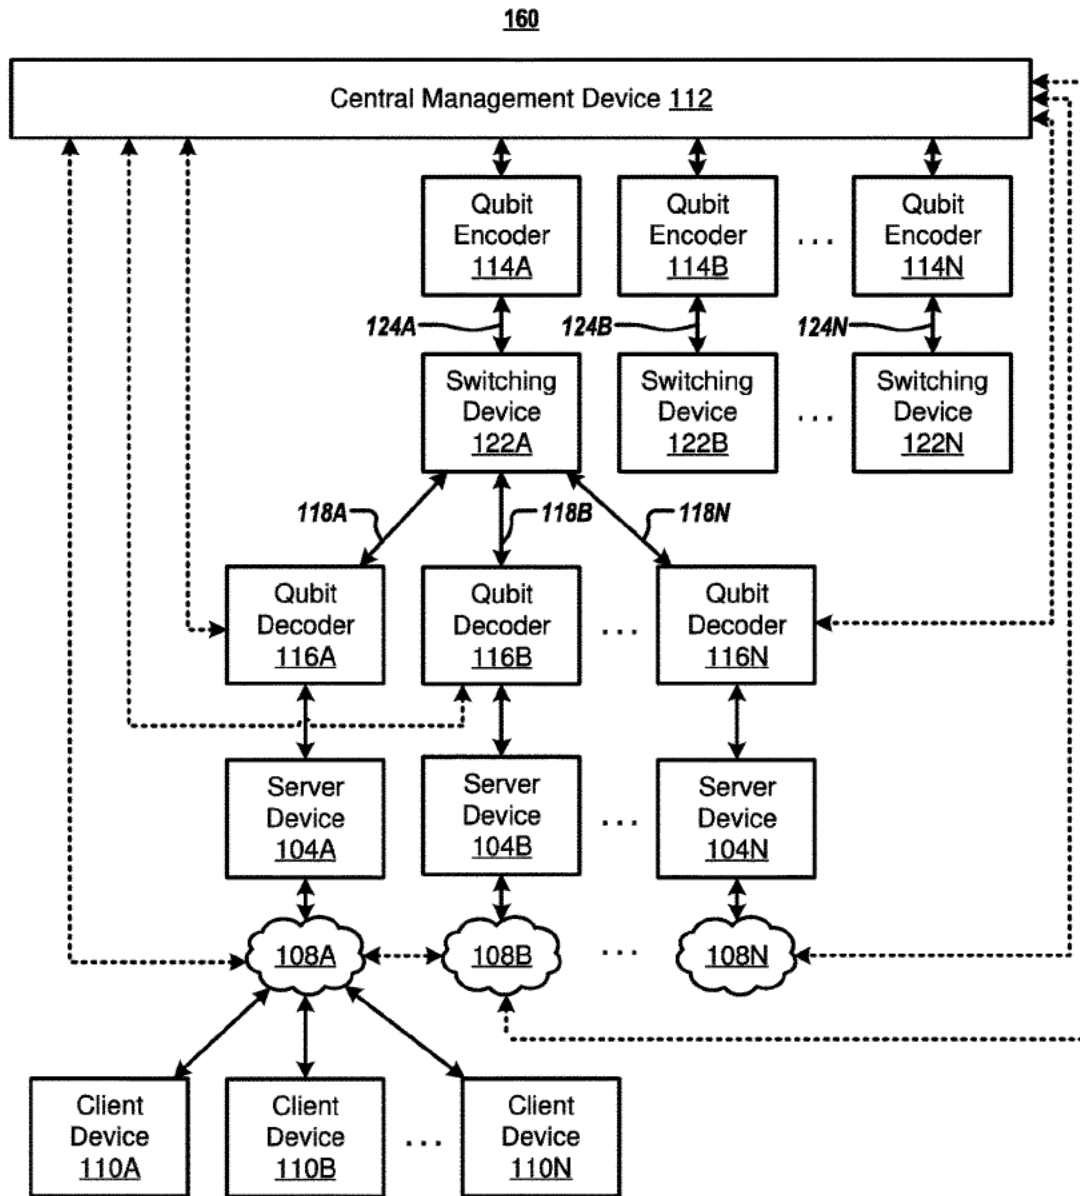 160
Central Management Device 112
Qubit Encoder 114A
Qubit Encoder 114B
...
Qubit Encoder 114N
124A
124B
124N
Switching Device 122A
Switching Device 122B
...
Switching Device 122N
118A
118B
118N
Qubit Decoder 116A
Qubit Decoder 116B
...
Qubit Decoder 116N
Server Device 104A
Server Device 104B
...
Server Device 104N
108A
108B
...
108N
Client Device 110A
Client Device 110B
...
Client Device 110N